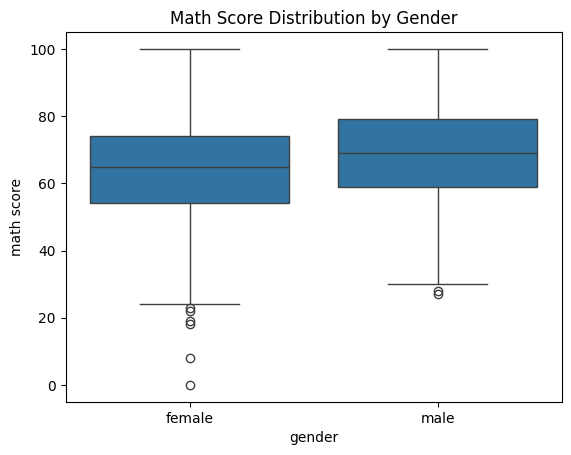 Math Score Distribution by Gender
100
80
60
40
20
0
math score
female
male
gender